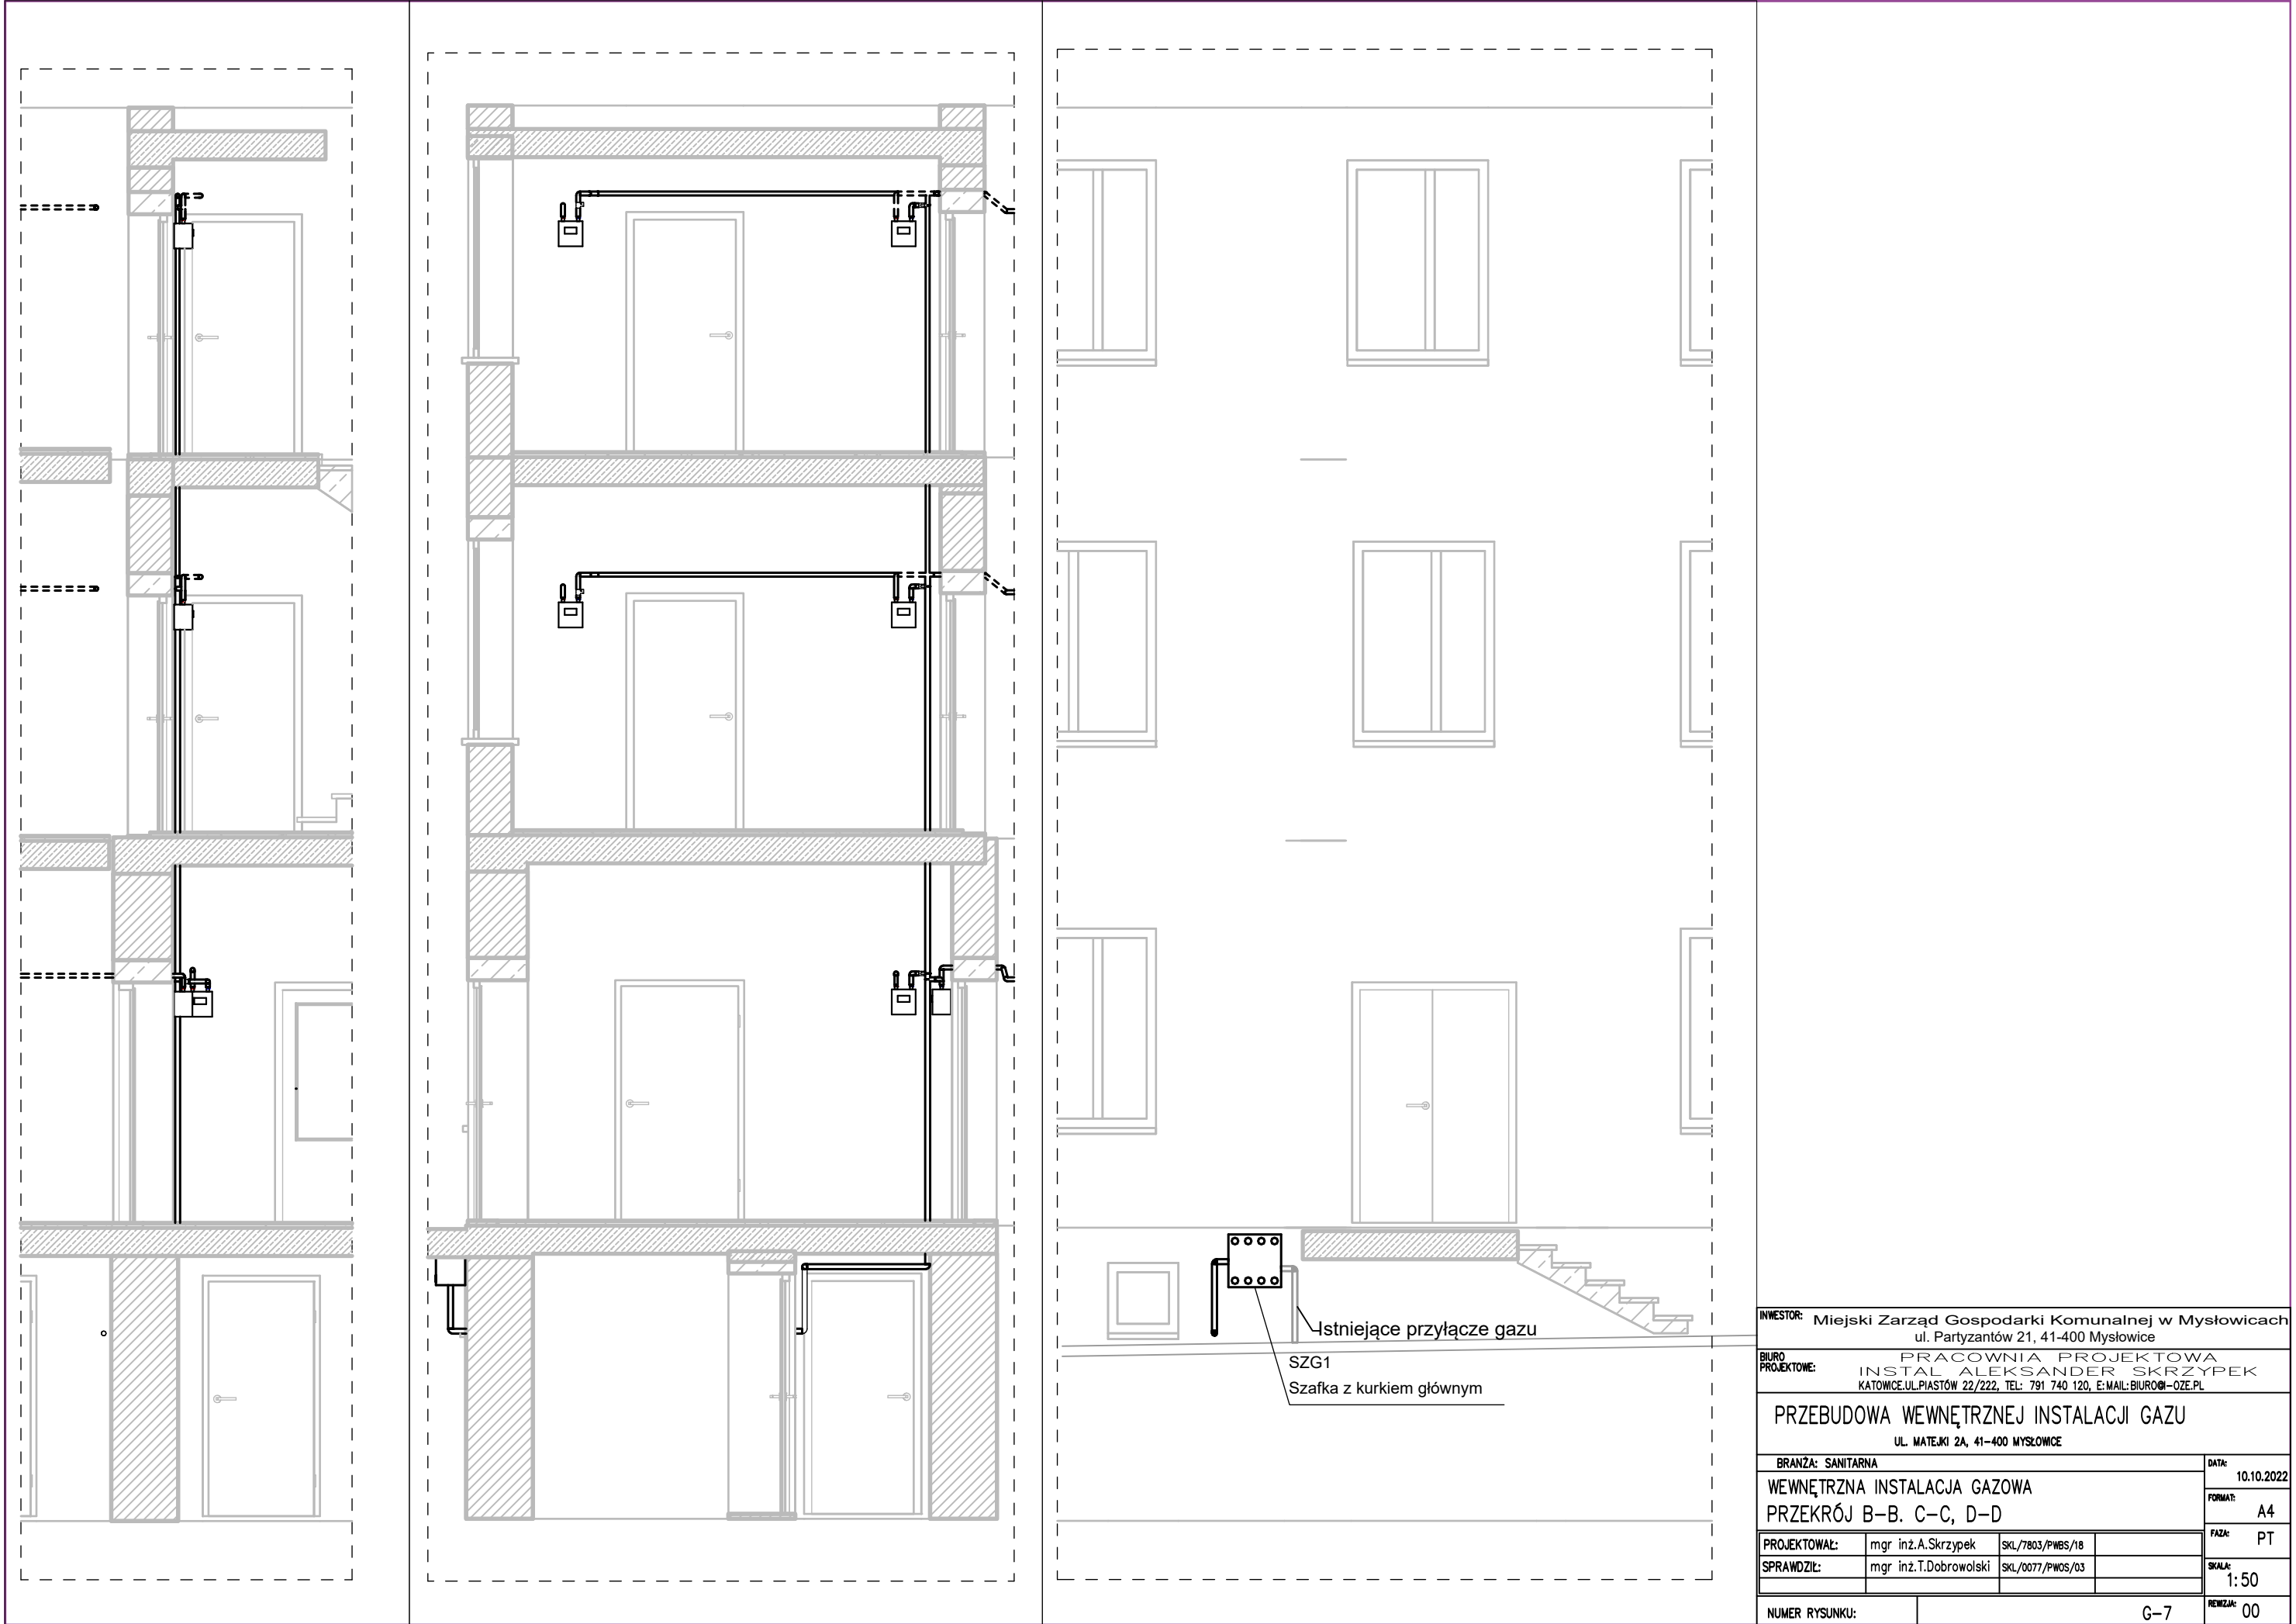 Istniejące przyłącze gazu
SZG1
Szafka z kurkiem głównym
INWESTOR: Miejski Zarząd Gospodarki Komunalnej w Mysłowicach
ul. Partyzantów 21, 41-400 Mysłowice
BIURO PROJEKTOWE: PRACOWNIA PROJEKTOWA
INSTAL ALEKSANDER SKRZYPEK
KATOWICE.UL.PIASTÓW 22/222, TEL: 791 740 120, E:MAIL:BIURO@I-OZE.PL
PRZEBUDOWA WEWNĘTRZNEJ INSTALACJI GAZU
UL. MATEJKI 2A, 41-400 MYSŁOWICE
BRANŻA: SANITARNA
DATA: 10.10.2022
WEWNĘTRZNA INSTALACJA GAZOWA
PRZEKRÓJ B-B. C-C, D-D
FORMAT: A4
FAZA: PT
PROJEKTOWAŁ: mgr inż.A.Skrzypek SKL/7803/PWBS/18
SPRAWDZIŁ: mgr inż.T.Dobrowolski SKL/0077/PWOS/03
SKALA: 1:50
NUMER RYSUNKU: G-7
REWIZJA: 00